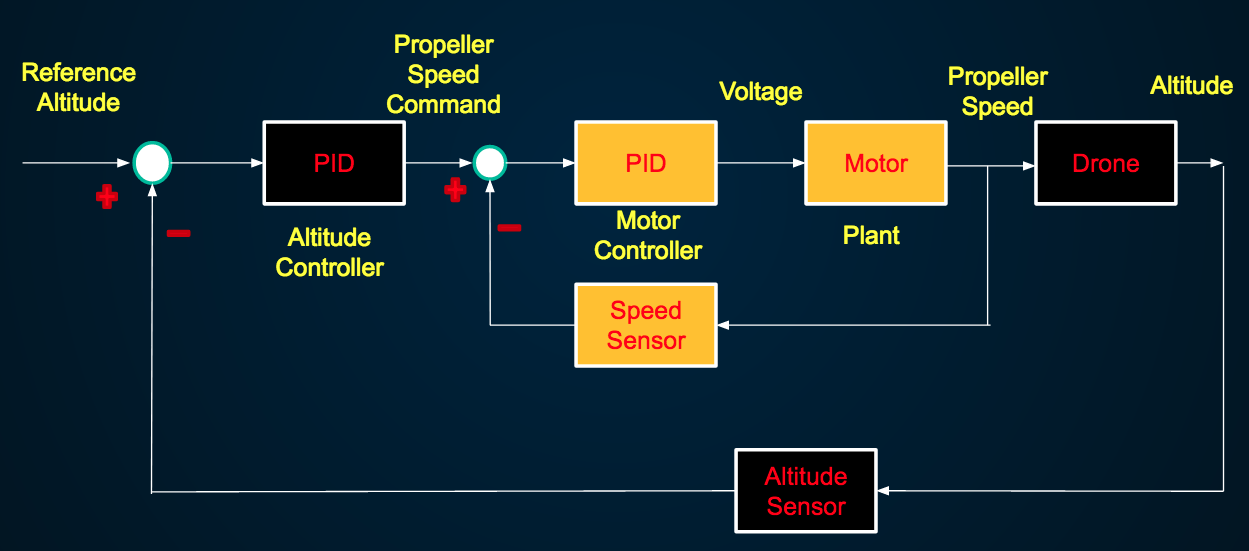 Reference
Altitude
Propeller
Speed
Command
Voltage
Propeller
Speed
Altitude
+
PID
+
PID
Motor
Drone
−
Altitude
Controller
−
Motor
Controller
Plant
Speed
Sensor
Altitude
Sensor